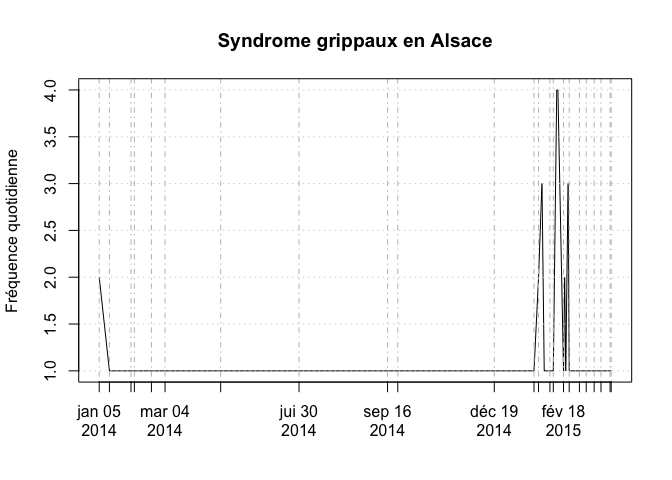 Syndrome grippaux en Alsace
Fréquence quotidienne
4.0
3.5
3.0
2.5
2.0
1.5
1.0
jan 05 mar 04 jui 30 sep 16 déc 19 fév 18
2014 2014 2014 2014 2014 2015